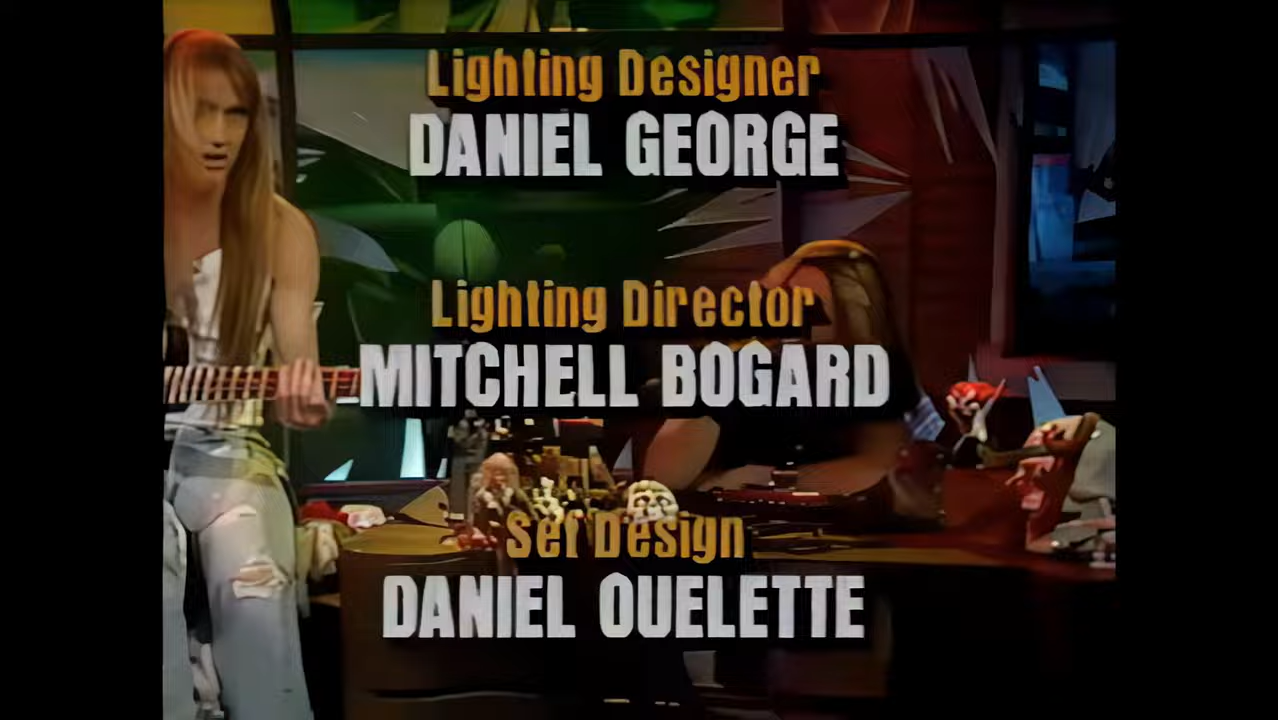 Lighting Designer
DANIEL GEORGE
Lighting Director
MITCHELL BOGARD
Set Design
DANIEL OUELETTE